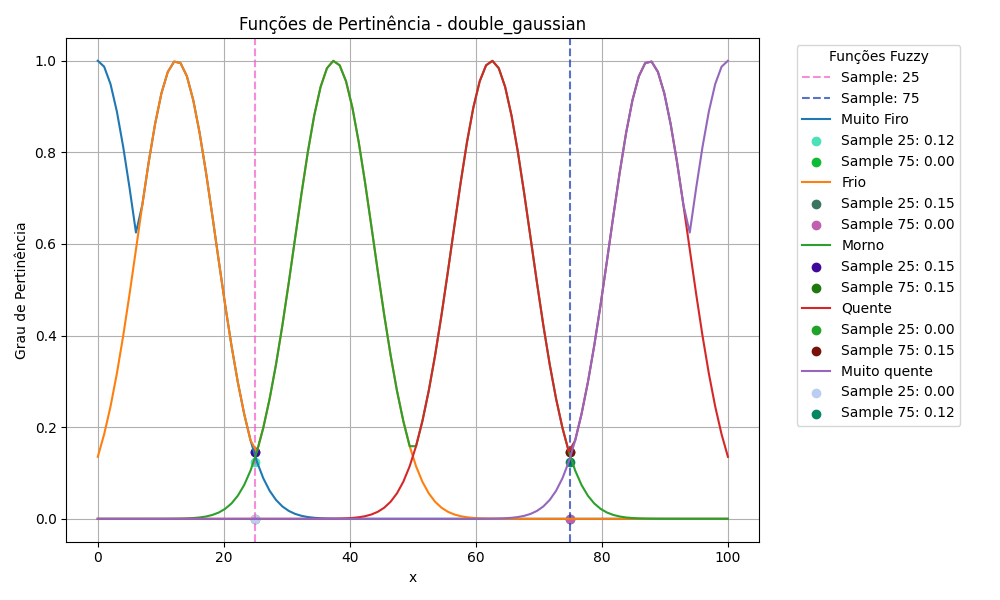 Funções de Pertinência - double_gaussian
Grau de Pertinência
1.0
0.8
0.6
0.4
0.2
0.0
0
20
40
60
80
100
x
Funções Fuzzy
Sample: 25
Sample: 75
Muito Firo
Sample 25: 0.12
Sample 75: 0.00
Frio
Sample 25: 0.15
Sample 75: 0.00
Morno
Sample 25: 0.15
Sample 75: 0.15
Quente
Sample 25: 0.00
Sample 75: 0.15
Muito quente
Sample 25: 0.00
Sample 75: 0.12